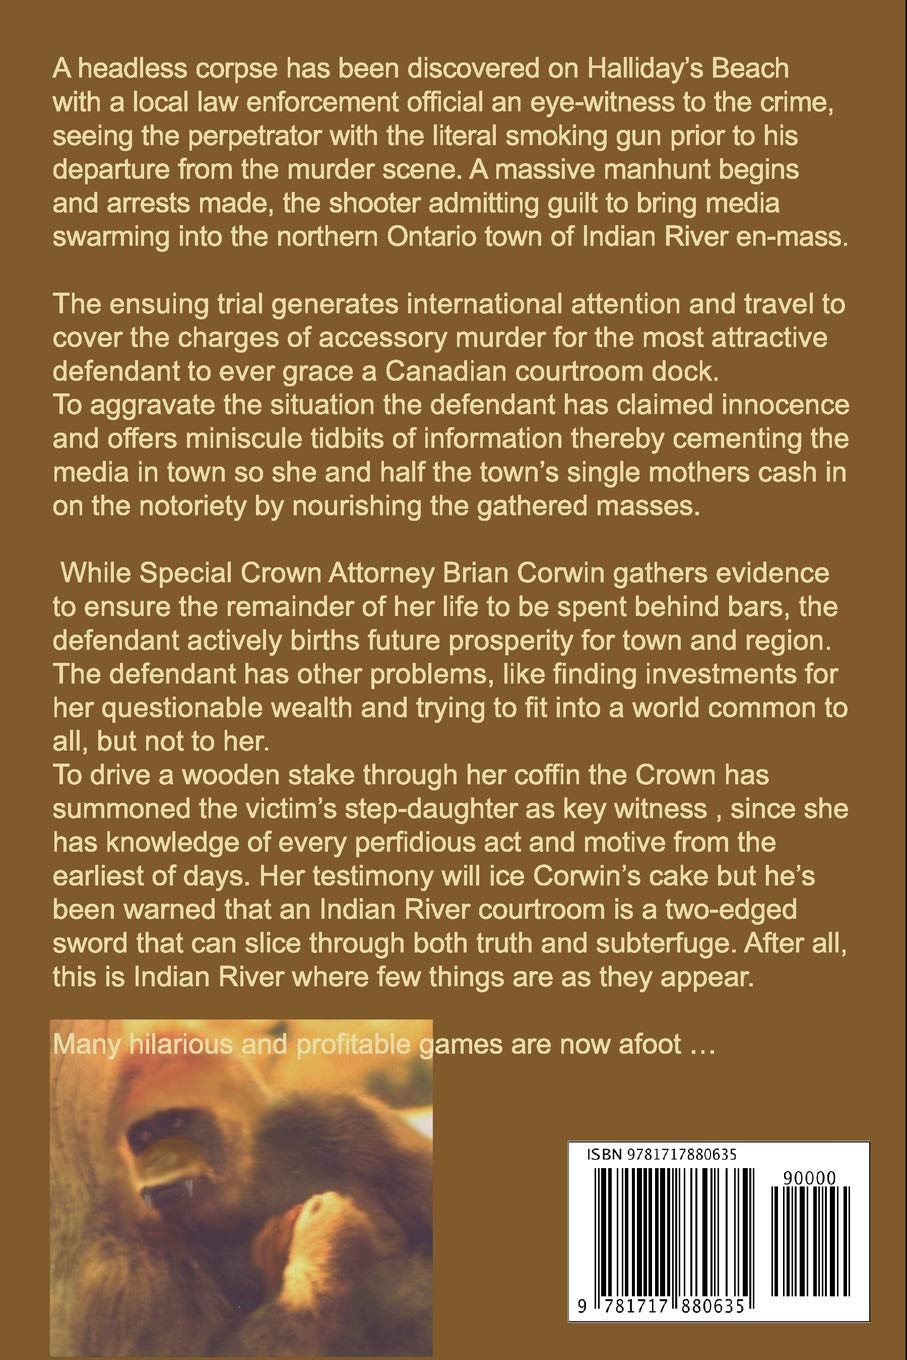 A headless corpse has been discovered on Halliday's Beach
with a local law enforcement official an eye-witness to the crime,
seeing the perpetrator with the literal smoking gun prior to his
departure from the murder scene. A massive manhunt begins
and arrests made, the shooter admitting guilt to bring media
swarming into the northern Ontario town of Indian River en-mass.
The ensuing trial generates international attention and travel to
cover the charges of accessory murder for the most attractive
defendant to ever grace a Canadian courtroom dock.
To aggravate the situation the defendant has claimed innocence
and offers miniscule tidbits of information thereby cementing the
media in town so she and half the town's single mothers cash in
on the notoriety by nourishing the gathered masses.
While Special Crown Attorney Brian Corwin gathers evidence
to ensure the remainder of her life to be spent behind bars, the
defendant actively births future prosperity for town and region.
The defendant has other problems, like finding investments for
her questionable wealth and trying to fit into a world common to
all, but not to her.
To drive a wooden stake through her coffin the Crown has
summoned the victim's step-daughter as key witness , since she
has knowledge of every perfidious act and motive from the
earliest of days. Her testimony will ice Corwin's cake but he's
been warned that an Indian River courtroom is a two-edged
sword that can slice through both truth and subterfuge. After all,
this is Indian River where few things are as they appear.
Many hilarious and profitable games are now afoot …
ISBN 9781717880635
90000
9 781717 880635